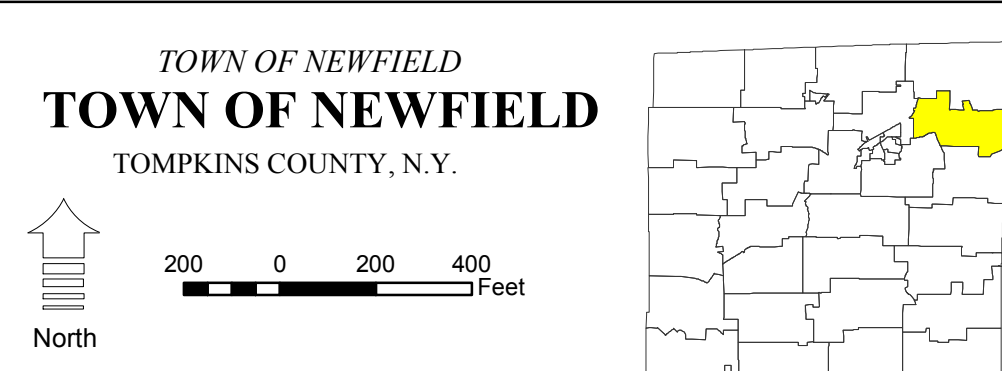 TOWN OF NEWFIELD
TOWN OF NEWFIELD
TOMPKINS COUNTY, N.Y.
200 0 200 400
Feet
North